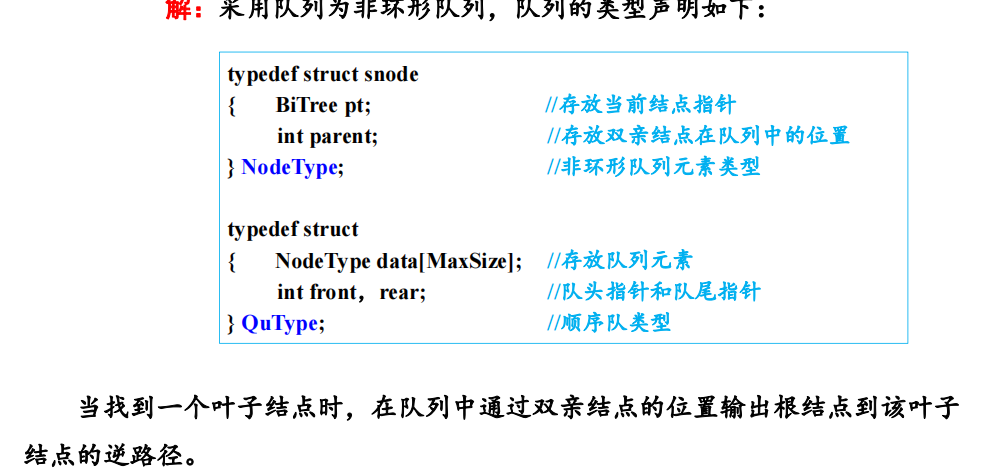 解：采用队列为非环形队列，队列的类型声明如下：
typedef struct snode
{ BiTree pt; //存放当前结点指针
int parent; //存放双亲结点在队列中的位置
} NodeType; //非环形队列元素类型
typedef struct
{ NodeType data[MaxSize]; //存放队列元素
int front，rear; //队头指针和队尾指针
} QuType; //顺序队类型
当找到一个叶子结点时，在队列中通过双亲结点的位置输出根结点到该叶子
结点的逆路径。